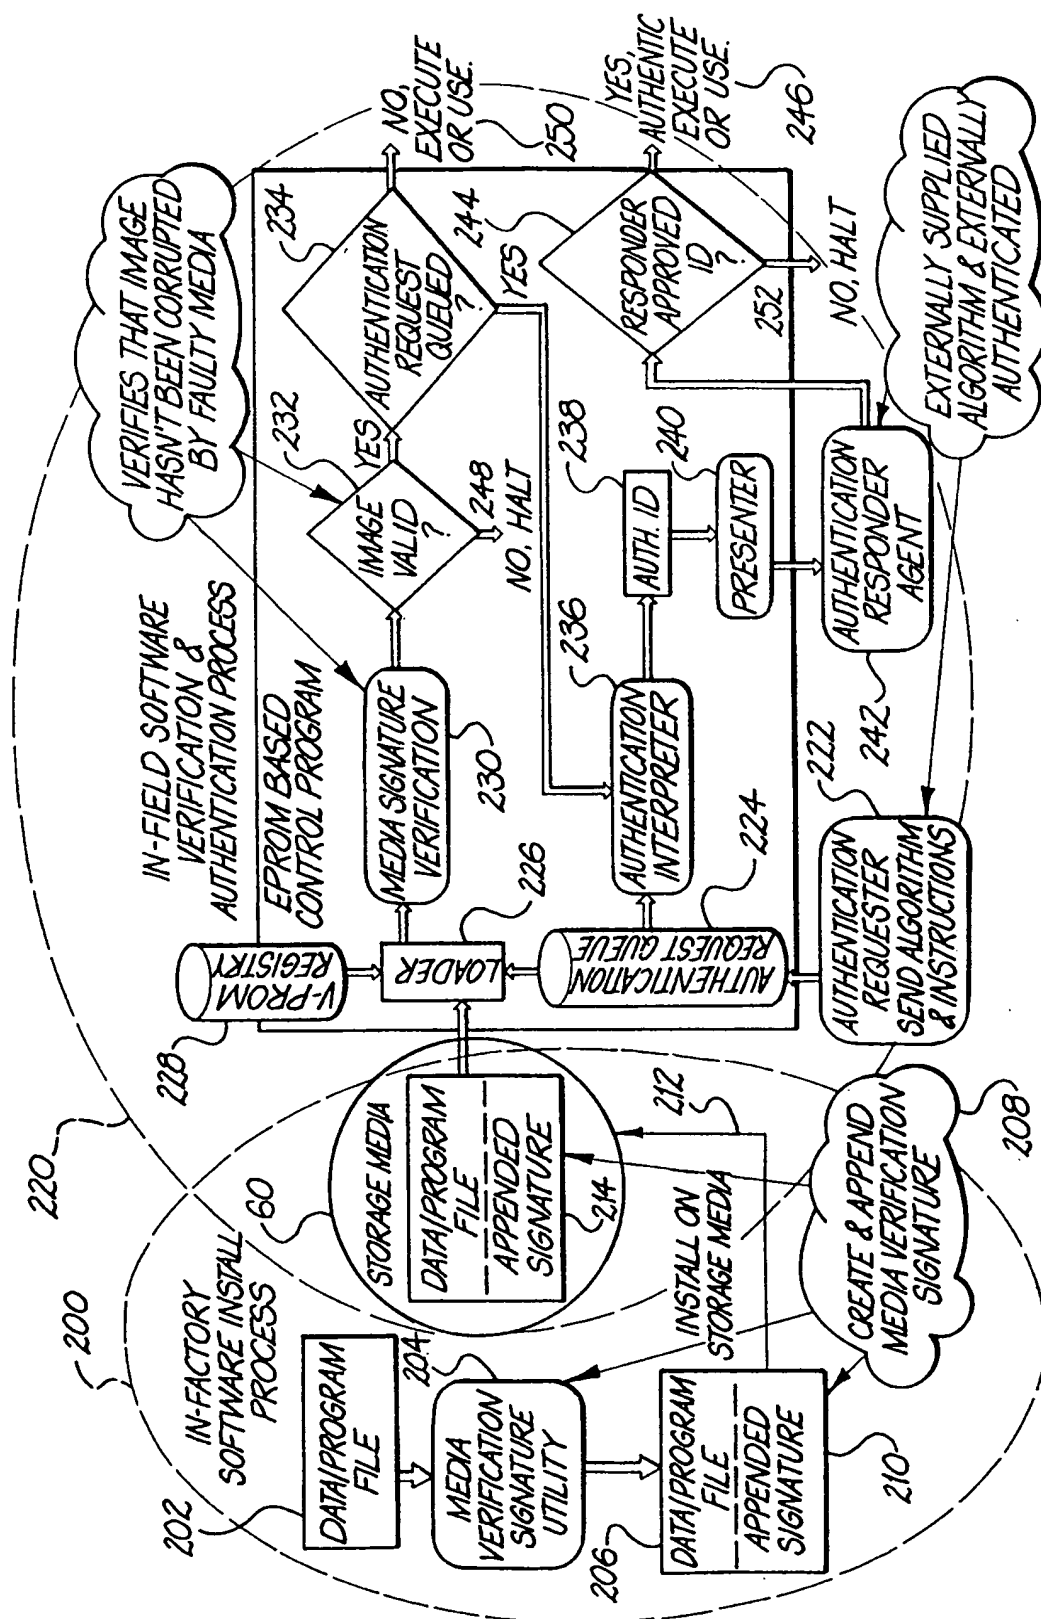 200
IN-FACTORY
SOFTWARE INSTALL
PROCESS
202
DATA/PROGRAM
FILE
204
MEDIA
VERIFICATION
SIGNATURE
UTILITY
206
DATA/PROGRAM
FILE
APPENDED
SIGNATURE
210
INSTALL ON
STORAGE MEDIA
212
CREATE & APPEND
MEDIA VERIFICATION
SIGNATURE
208
60
STORAGE MEDIA
DATA/PROGRAM
FILE
APPENDED
SIGNATURE
214
220
IN-FIELD SOFTWARE
VERIFICATION &
AUTHENTICATION PROCESS
EPROM BASED
CONTROL PROGRAM
228
V-PROM
REGISTRY
LOADER
226
AUTHENTICATION
REQUEST QUEUE
224
AUTHENTICATION
REQUESTER
SEND ALGORITHM
& INSTRUCTIONS
222
MEDIA SIGNATURE
VERIFICATION
230
VERIFIES THAT IMAGE
HASN'T BEEN CORRUPTED
BY FAULTY MEDIA
IMAGE
VALID
?
232
YES
248
NO, HALT
AUTHENTICATION
REQUEST
QUEUED
?
234
NO,
EXECUTE
OR USE.
250
YES
AUTHENTICATION
INTERPRETER
236
AUTH. ID
238
PRESENTER
240
AUTHENTICATION
RESPONDER
AGENT
242
RESPONDER
APPROVED
ID
?
244
YES,
AUTHENTIC
EXECUTE
OR USE.
246
252
NO, HALT
EXTERNALLY SUPPLIED
ALGORITHM & EXTERNALLY
AUTHENTICATED